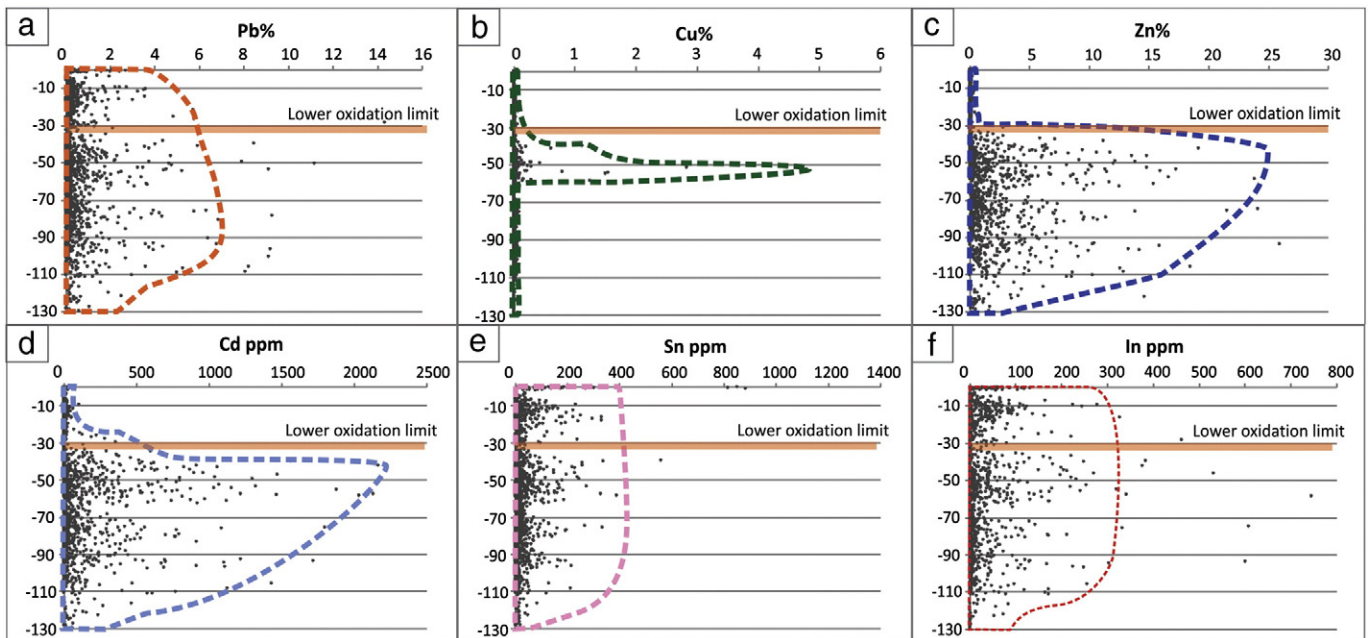 a
Pb%
0 2 4 6 8 10 12 14 16
-10
Lower oxidation limit
-30
-50
-70
-90
-110
-130
b
Cu%
0 1 2 3 4 5 6
-10
Lower oxidation limit
-30
-50
-70
-90
-110
-130
c
Zn%
0 5 10 15 20 25 30
-10
Lower oxidation limit
-30
-50
-70
-90
-110
-130
d
Cd ppm
0 500 1000 1500 2000 2500
-10
Lower oxidation limit
-30
-50
-70
-90
-110
-130
e
Sn ppm
0 200 400 600 800 1000 1200 1400
-10
Lower oxidation limit
-30
-50
-70
-90
-110
-130
f
In ppm
0 100 200 300 400 500 600 700 800
-10
Lower oxidation limit
-30
-50
-70
-90
-110
-130